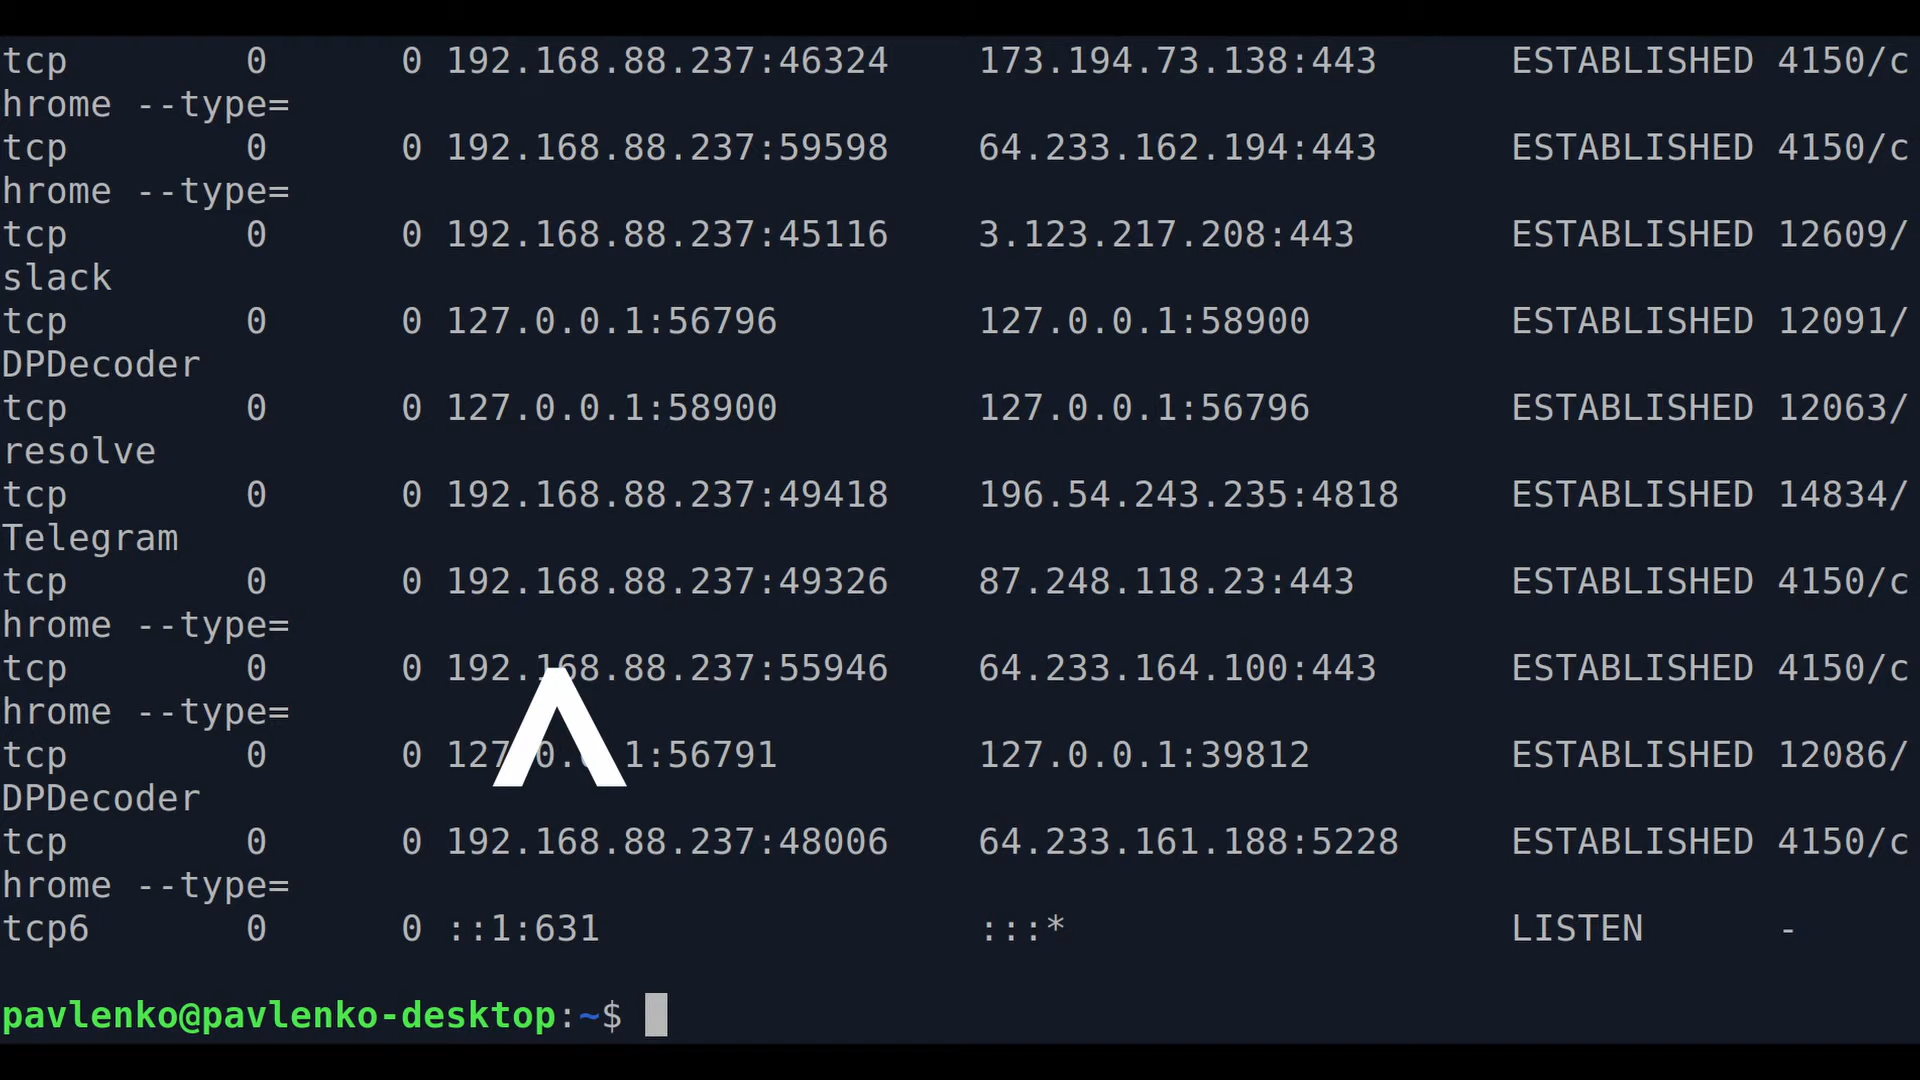 tcp        0      0 192.168.88.237:46324    173.194.73.138:443      ESTABLISHED 4150/c
hrome --type=
tcp        0      0 192.168.88.237:59598    64.233.162.194:443      ESTABLISHED 4150/c
hrome --type=
tcp        0      0 192.168.88.237:45116    3.123.217.208:443       ESTABLISHED 12609/
slack
tcp        0      0 127.0.0.1:56796         127.0.0.1:58900         ESTABLISHED 12091/
DPDecoder
tcp        0      0 127.0.0.1:58900         127.0.0.1:56796         ESTABLISHED 12063/
resolve
tcp        0      0 192.168.88.237:49418    196.54.243.235:4818     ESTABLISHED 14834/
Telegram
tcp        0      0 192.168.88.237:49326    87.248.118.23:443       ESTABLISHED 4150/c
hrome --type=
tcp        0      0 192.168.88.237:55946    64.233.164.100:443      ESTABLISHED 4150/c
hrome --type=
tcp        0      0 127.0.0.1:56791         127.0.0.1:39812         ESTABLISHED 12086/
DPDecoder
tcp        0      0 192.168.88.237:48006    64.233.161.188:5228     ESTABLISHED 4150/c
hrome --type=
tcp6       0      0 ::1:631                 :::*                    LISTEN      -
pavlenko@pavlenko-desktop:~$